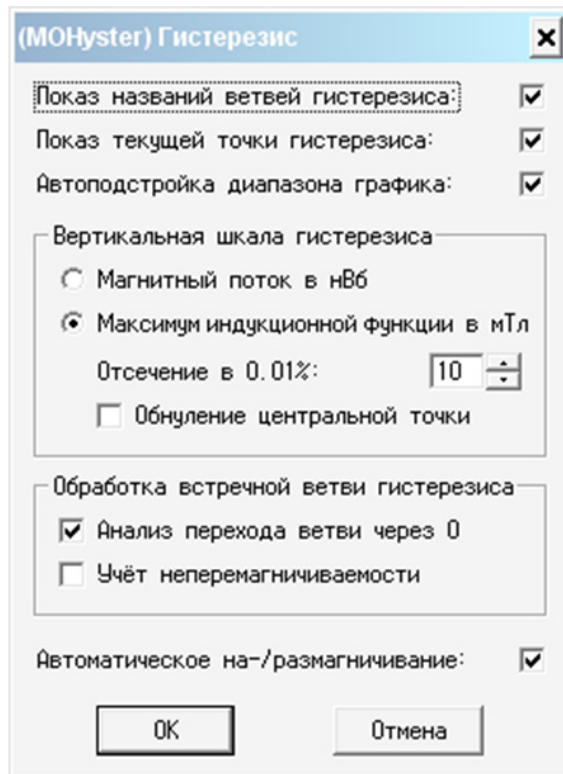 (MOHyster) Гистерезис
Показ названий ветвей гистерезиса:
Показ текущей точки гистерезиса:
Автоподстройка диапазона графика:
Вертикальная шкала гистерезиса
Магнитный поток в нВб
Максимум индукционной функции в мТл
Отсечение в 0.01%: 10
Обнуление центральной точки
Обработка встречной ветви гистерезиса
Анализ перехода ветви через 0
Учёт неперемагничиваемости
Автоматическое на-/размагничивание:
OK Отмена